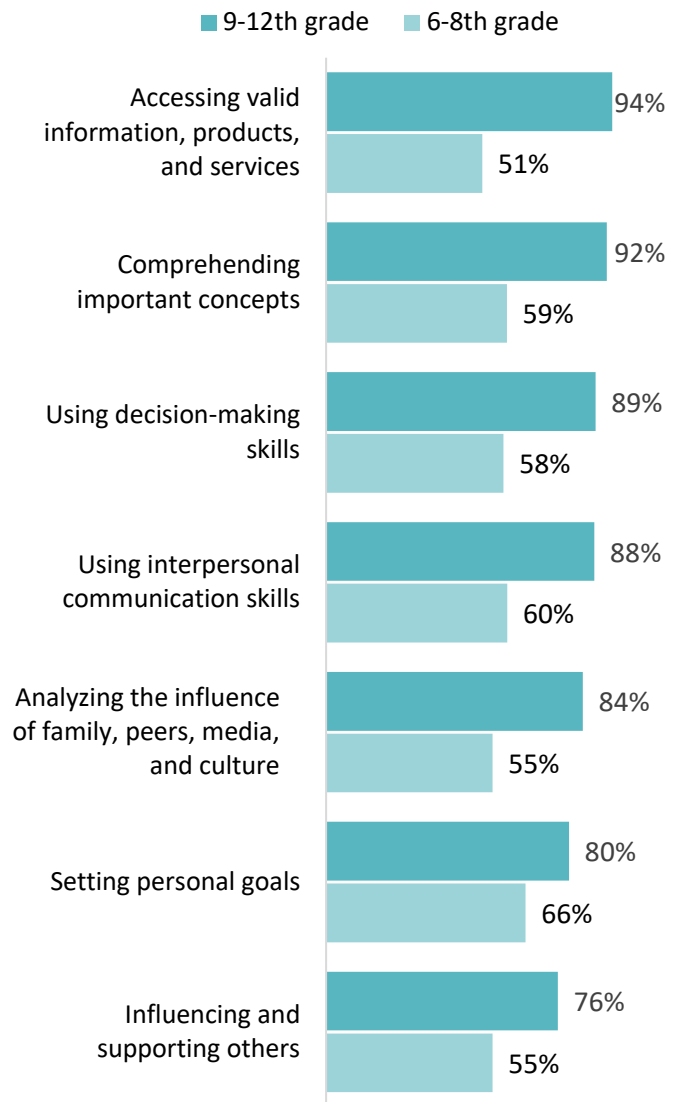 9-12th grade 6-8th grade
Accessing valid
information, products,
and services
94%
51%
Comprehending
important concepts
92%
59%
Using decision-making
skills
89%
58%
Using interpersonal
communication skills
88%
60%
Analyzing the influence
of family, peers, media,
and culture
84%
55%
Setting personal goals
80%
66%
Influencing and
supporting others
76%
55%